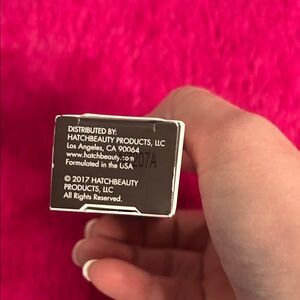 DISTRIBUTED BY:
HATCHBEAUTY PRODUCTS, LLC
Los Angeles, CA 90064
www.hatchbeauty.com
Formulated in the USA
07A
© 2017 HATCHBEAUTY
PRODUCTS, LLC
All Rights Reserved.